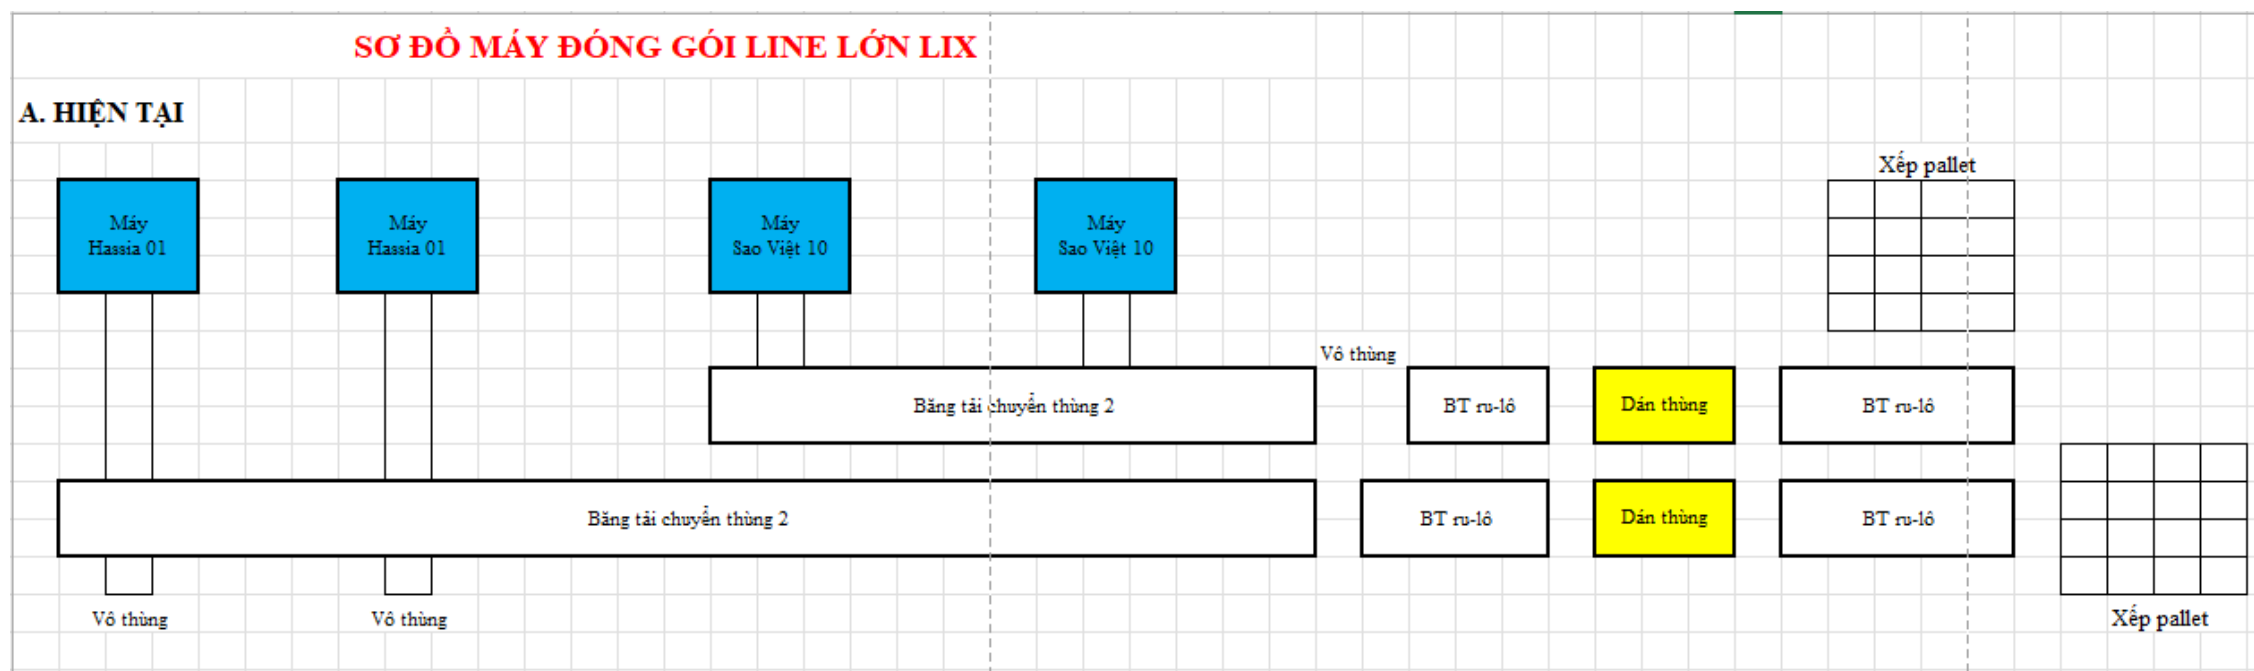 SƠ ĐỒ MÁY ĐÓNG GÓI LINE LỚN LIX
A. HIỆN TẠI
Xếp pallet
Máy
Hassia 01
Máy
Hassia 01
Máy
Sao Việt 10
Máy
Sao Việt 10
Vô thùng
Băng tải chuyển thùng 2
BT ru-lô
Dán thùng
BT ru-lô
Băng tải chuyển thùng 2
BT ru-lô
Dán thùng
BT ru-lô
Vô thùng
Vô thùng
Xếp pallet